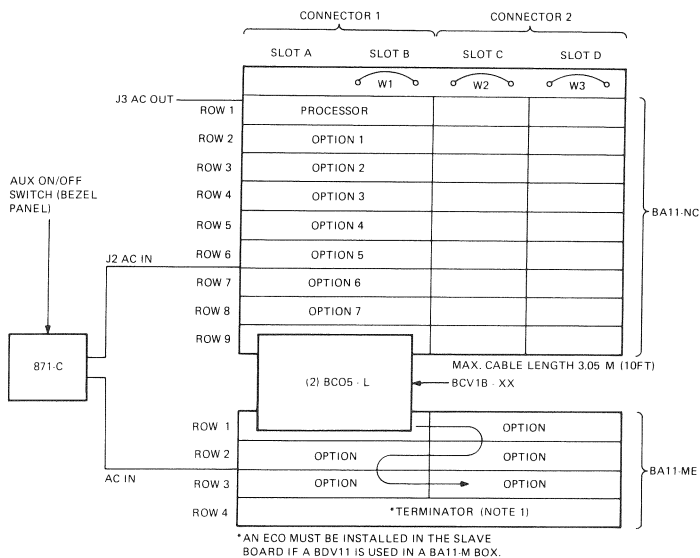 CONNECTOR 1
CONNECTOR 2
SLOT A
SLOT B
SLOT C
SLOT D
W1
W2
W3
J3 AC OUT
ROW 1
PROCESSOR
ROW 2
OPTION 1
ROW 3
OPTION 2
AUX ON/OFF
SWITCH (BEZEL
PANEL)
ROW 4
OPTION 3
BA11-NC
ROW 5
OPTION 4
J2 AC IN
ROW 6
OPTION 5
ROW 7
OPTION 6
ROW 8
OPTION 7
ROW 9
871-C
MAX. CABLE LENGTH 3.05 M (10FT)
(2) BCO5 - L
BCV1B - XX
ROW 1
OPTION
ROW 2
OPTION
OPTION
BA11-ME
AC IN
ROW 3
OPTION
OPTION
ROW 4
*TERMINATOR (NOTE 1)
*AN ECO MUST BE INSTALLED IN THE SLAVE
BOARD IF A BDV11 IS USED IN A BA11-M BOX.